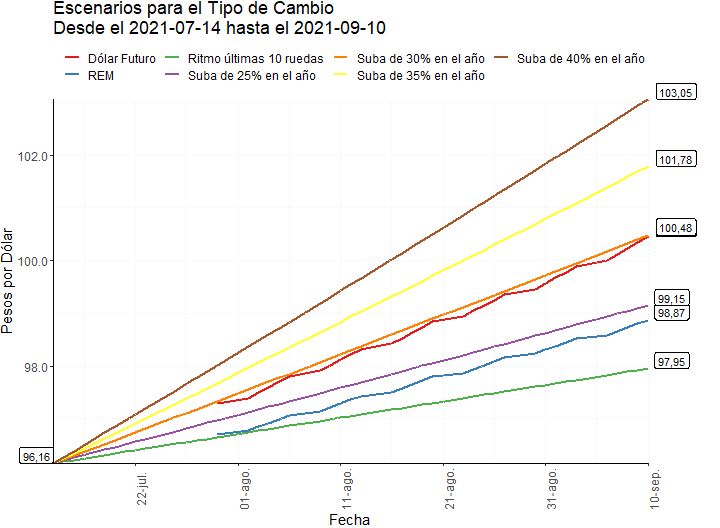 Escenarios para el Tipo de Cambio
Desde el 2021-07-14 hasta el 2021-09-10
Dólar Futuro Ritmo últimas 10 ruedas Suba de 30% en el año Suba de 40% en el año
REM Suba de 25% en el año Suba de 35% en el año
103,05
102.0
101,78
100,48
100.0
99,15
98,87
98.0
97,95
96,16
Pesos por Dólar
22-jul. 01-ago. 11-ago. 21-ago. 31-ago. 10-sep.
Fecha